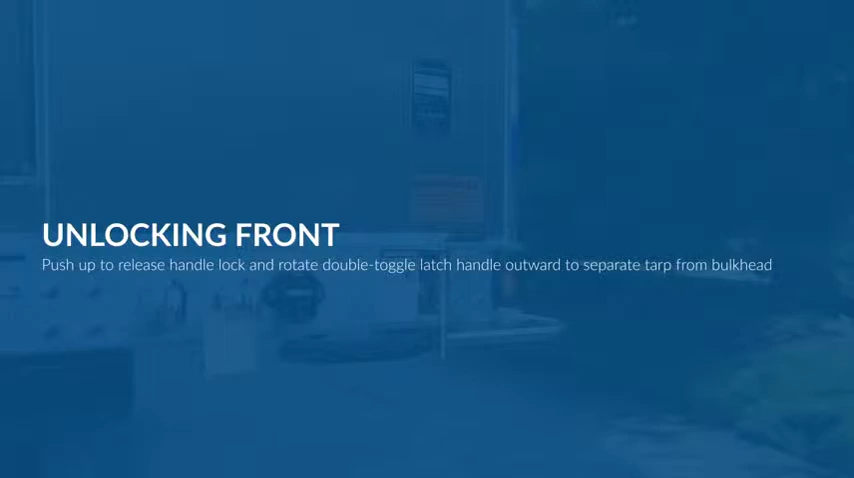 UNLOCKING FRONT
Push up to release handle lock and rotate double-toggle latch handle outward to separate tarp from bulkhead